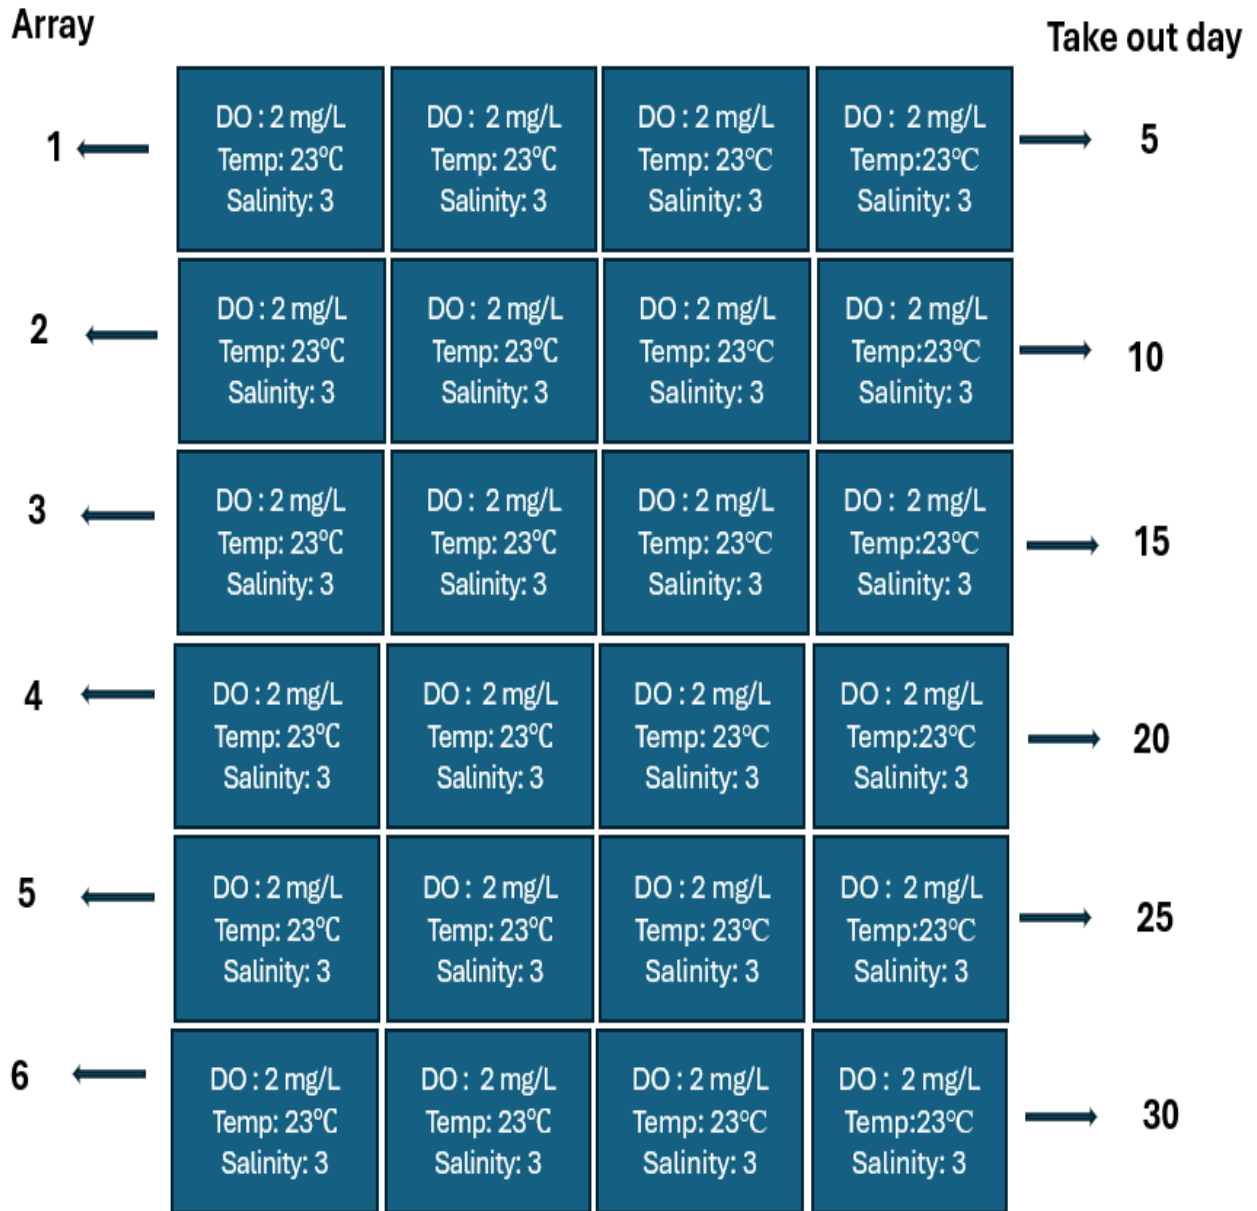 Array
Take out day
1
DO : 2 mg/L
Temp: 23°C
Salinity: 3
DO : 2 mg/L
Temp: 23°C
Salinity: 3
DO : 2 mg/L
Temp: 23°C
Salinity: 3
DO : 2 mg/L
Temp:23°C
Salinity: 3
5
2
DO : 2 mg/L
Temp: 23°C
Salinity: 3
DO : 2 mg/L
Temp: 23°C
Salinity: 3
DO : 2 mg/L
Temp: 23°C
Salinity: 3
DO : 2 mg/L
Temp:23°C
Salinity: 3
10
3
DO : 2 mg/L
Temp: 23°C
Salinity: 3
DO : 2 mg/L
Temp: 23°C
Salinity: 3
DO : 2 mg/L
Temp: 23°C
Salinity: 3
DO : 2 mg/L
Temp:23°C
Salinity: 3
15
4
DO : 2 mg/L
Temp: 23°C
Salinity: 3
DO : 2 mg/L
Temp: 23°C
Salinity: 3
DO : 2 mg/L
Temp: 23°C
Salinity: 3
DO : 2 mg/L
Temp:23°C
Salinity: 3
20
5
DO : 2 mg/L
Temp: 23°C
Salinity: 3
DO : 2 mg/L
Temp: 23°C
Salinity: 3
DO : 2 mg/L
Temp: 23°C
Salinity: 3
DO : 2 mg/L
Temp:23°C
Salinity: 3
25
6
DO : 2 mg/L
Temp: 23°C
Salinity: 3
DO : 2 mg/L
Temp: 23°C
Salinity: 3
DO : 2 mg/L
Temp: 23°C
Salinity: 3
DO : 2 mg/L
Temp:23°C
Salinity: 3
30